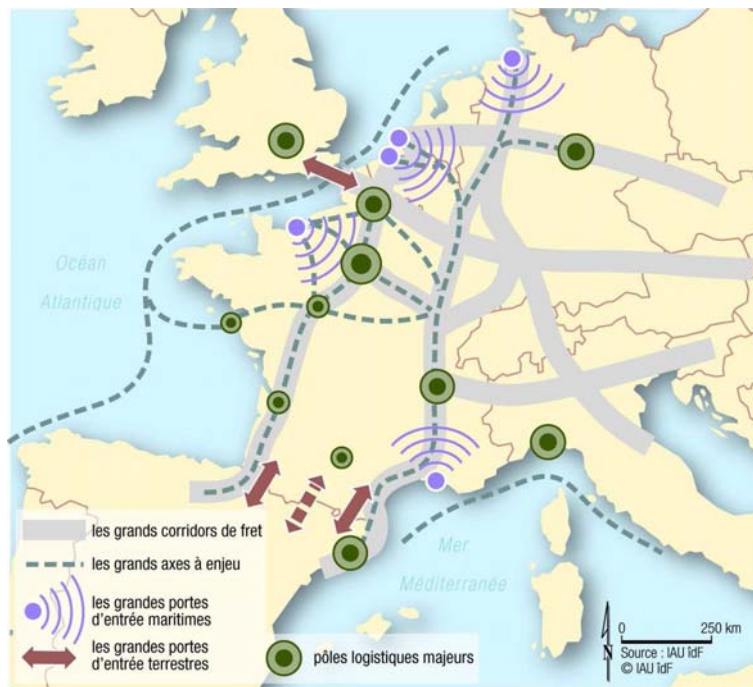 Océan
Atlantique
Mer
Méditerranée
les grands corridors de fret
les grands axes à enjeu
les grandes portes
d'entrée maritimes
les grandes portes
d'entrée terrestres
pôles logistiques majeurs
N
0 250 km
Source : IAU îdF
© IAU îdF